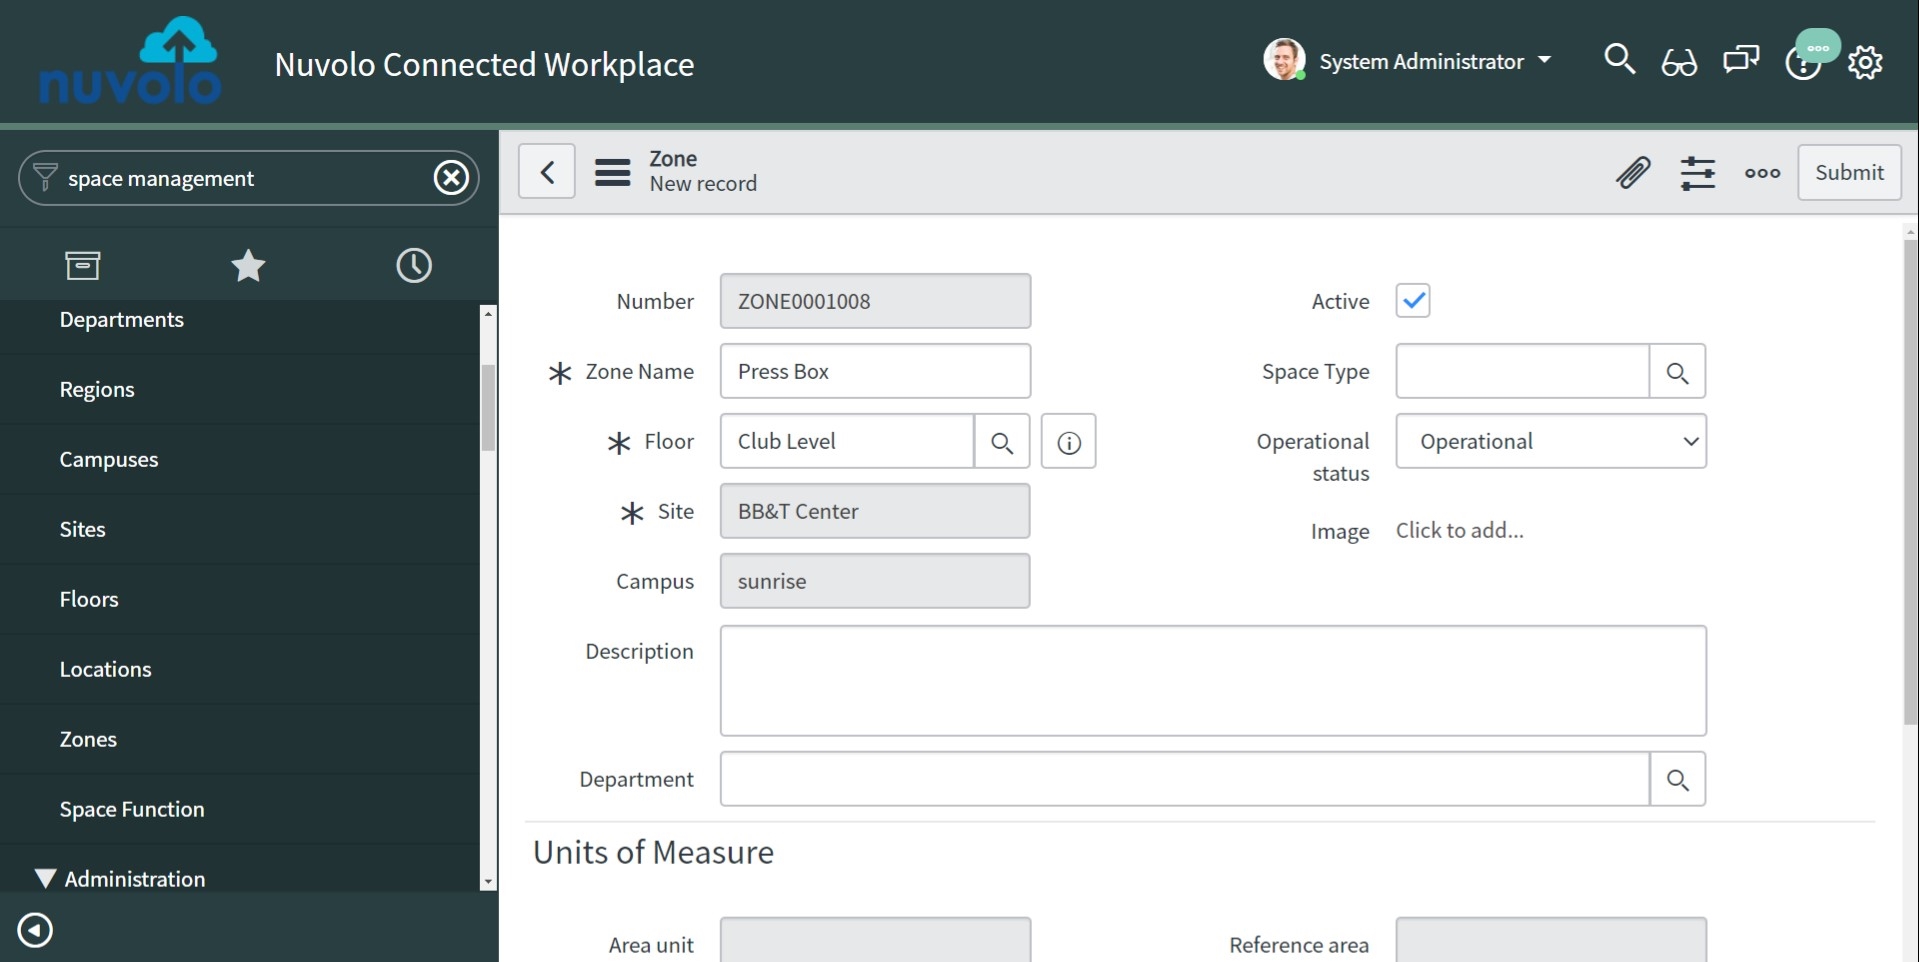 nuvolo
Nuvolo Connected Workplace
System Administrator
space management
Zone
New record
Submit
Departments
Regions
Campuses
Sites
Floors
Locations
Zones
Space Function
Administration
Number
ZONE0001008
Active
Zone Name
Press Box
Space Type
Floor
Club Level
Operational
status
Operational
Site
BB&T Center
Image
Click to add...
Campus
sunrise
Description
Department
Units of Measure
Area unit
Reference area